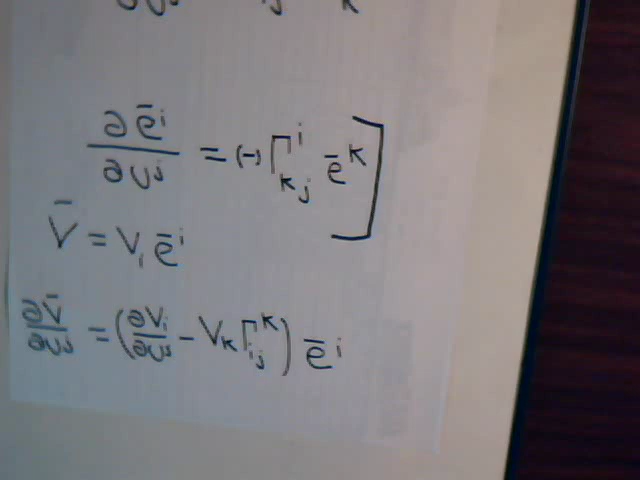 ∂ē^i / ∂u^j = (-) Γ^i_{kj} ē^k ]
V̄ = V_i ē^i
∂V̄/∂u^j = (∂V_i/∂u^j - V_k Γ^k_{ij}) ē^i